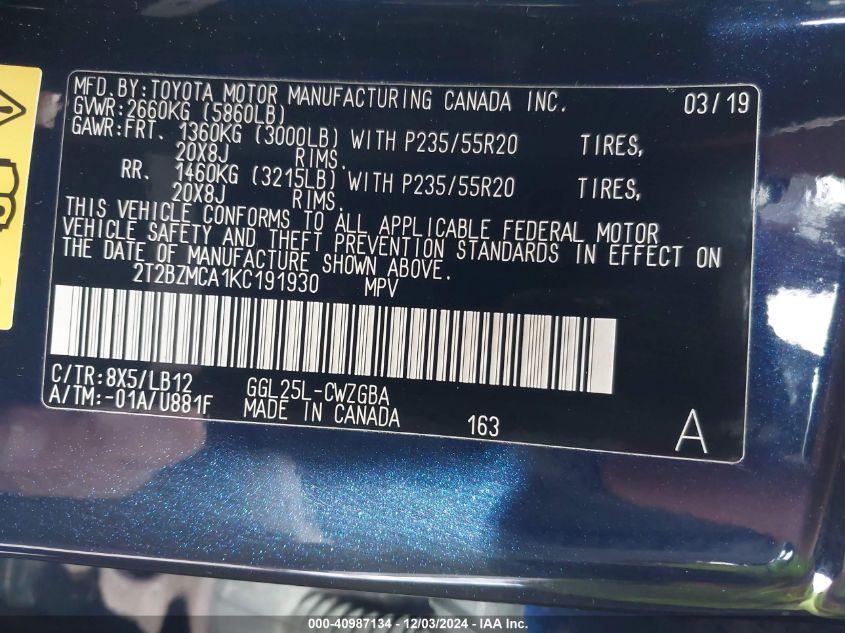 MFD.BY:TOYOTA MOTOR MANUFACTURING CANADA INC. 03/19
GVWR:2660KG (5860LB)
GAWR:FRT. 1360KG (3000LB) WITH P235/55R20 TIRES,
20X8J RIMS.
RR. 1460KG (3215LB) WITH P235/55R20 TIRES,
20X8J RIMS.
THIS VEHICLE CONFORMS TO ALL APPLICABLE FEDERAL MOTOR
VEHICLE SAFETY AND THEFT PREVENTION STANDARDS IN EFFECT ON
THE DATE OF MANUFACTURE SHOWN ABOVE.
2T2BZMCA1KC191930 MPV
C/TR:8X5/LB12 GGL25L-CWZGBA
A/TM:-01A/U881F MADE IN CANADA 163 A
000-40987134 - 12/03/2024 - IAA Inc.